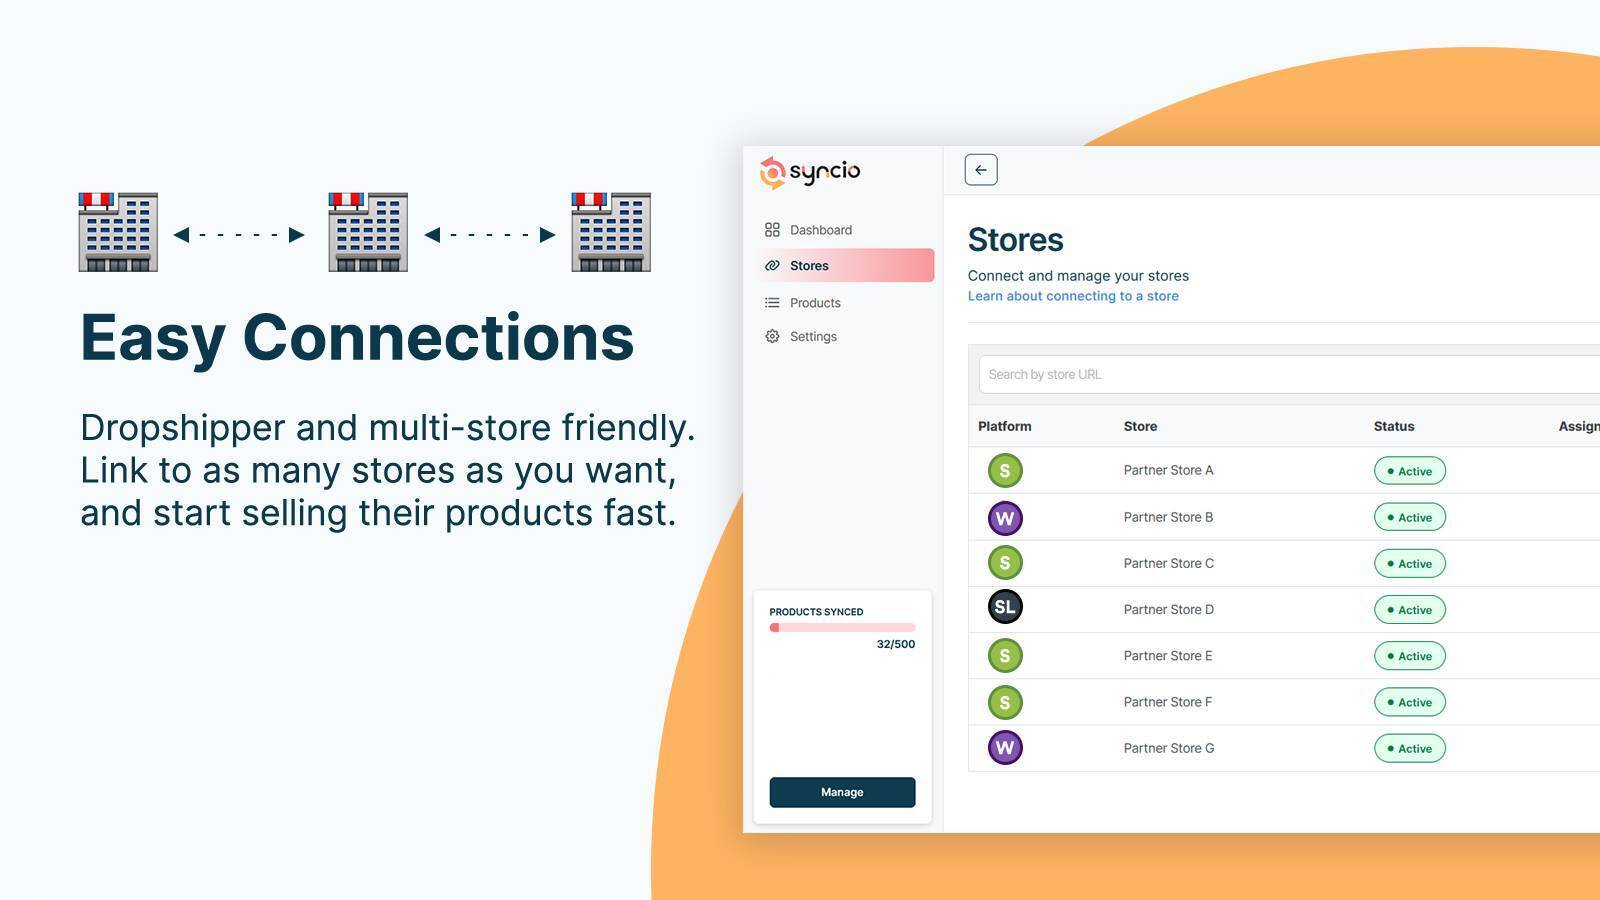 Easy Connections
Dropshipper and multi-store friendly.
Link to as many stores as you want,
and start selling their products fast.
syncio
Dashboard
Stores
Products
Settings
PRODUCTS SYNCED
32/500
Manage
Stores
Connect and manage your stores
Learn about connecting to a store
Search by store URL
Platform Store Status Assign
S Partner Store A Active
W Partner Store B Active
S Partner Store C Active
SL Partner Store D Active
S Partner Store E Active
S Partner Store F Active
W Partner Store G Active